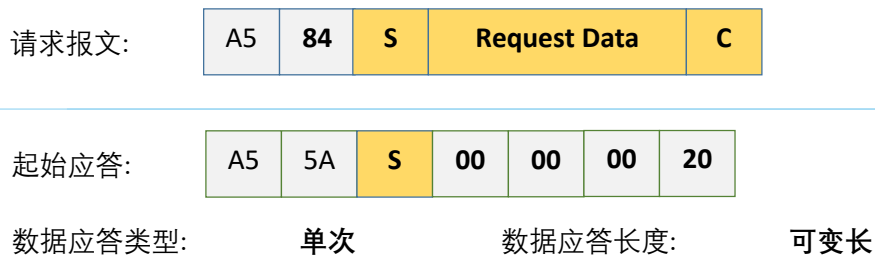 请求报文: A5 84 S Request Data C
起始应答: A5 5A S 00 00 00 20
数据应答类型: 单次 数据应答长度: 可变长